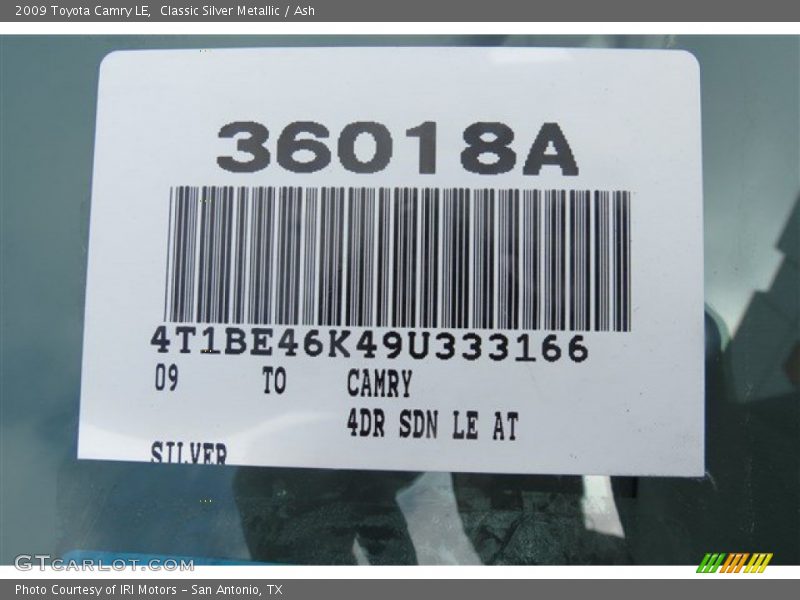 2009 Toyota Camry LE, Classic Silver Metallic / Ash
36018A
4T1BE46K49U333166
09 TO CAMRY
4DR SDN LE AT
SILVER
GTCARLOT.COM
Photo Courtesy of IRI Motors - San Antonio, TX